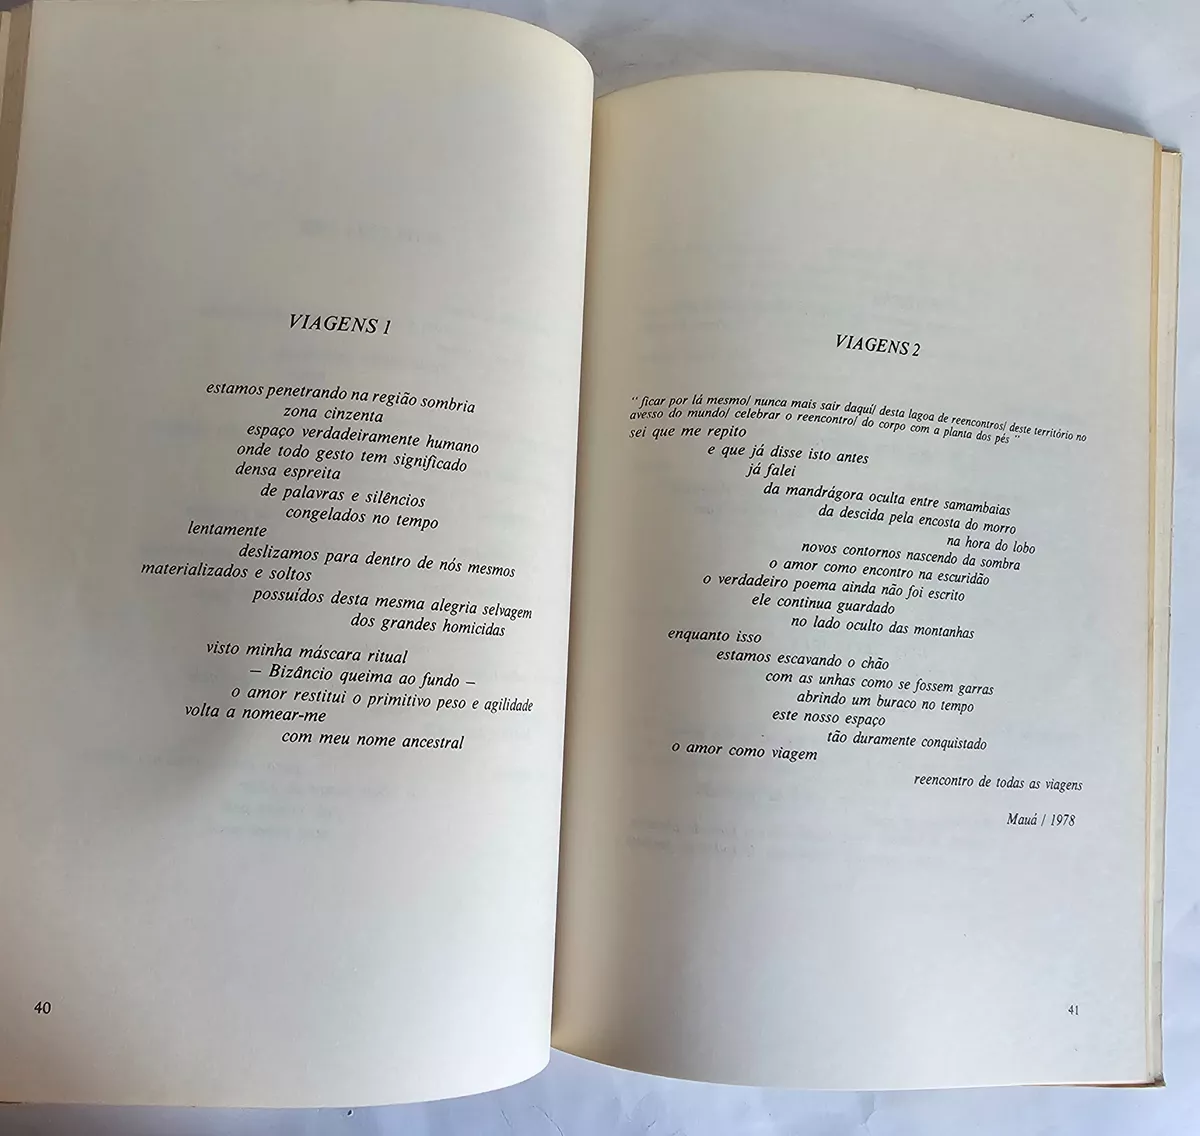 VIAGENS 1
estamos penetrando na região sombria
zona cinzenta
espaço verdadeiramente humano
onde todo gesto tem significado
densa espreita
de palavras e silêncios
congelados no tempo
lentamente
deslizamos para dentro de nós mesmos
materializados e soltos
possuídos desta mesma alegria selvagem
dos grandes homicidas
visto minha máscara ritual
— Bizâncio queima ao fundo —
o amor restitui o primitivo peso e agilidade
volta a nomear-me
com meu nome ancestral
40
VIAGENS 2
" ficar por lá mesmo/ nunca mais sair daqui/ desta lagoa de reencontros/ deste território no
avesso do mundo/ celebrar o reencontro/ do corpo com a planta dos pés "
sei que me repito
e que já disse isto antes
já falei
da mandrágora oculta entre samambaias
da descida pela encosta do morro
na hora do lobo
novos contornos nascendo da sombra
o amor como encontro na escuridão
o verdadeiro poema ainda não foi escrito
ele continua guardado
no lado oculto das montanhas
enquanto isso
estamos escavando o chão
com as unhas como se fossem garras
abrindo um buraco no tempo
este nosso espaço
tão duramente conquistado
o amor como viagem
reencontro de todas as viagens
Mauá / 1978
41